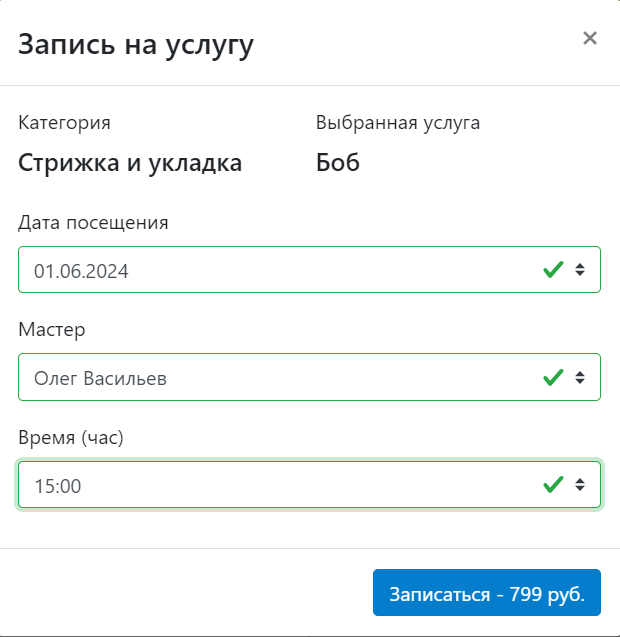 Запись на услугу ×
Категория Выбранная услуга
Стрижка и укладка Боб
Дата посещения
01.06.2024
Мастер
Олег Васильев
Время (час)
15:00
Записаться - 799 руб.